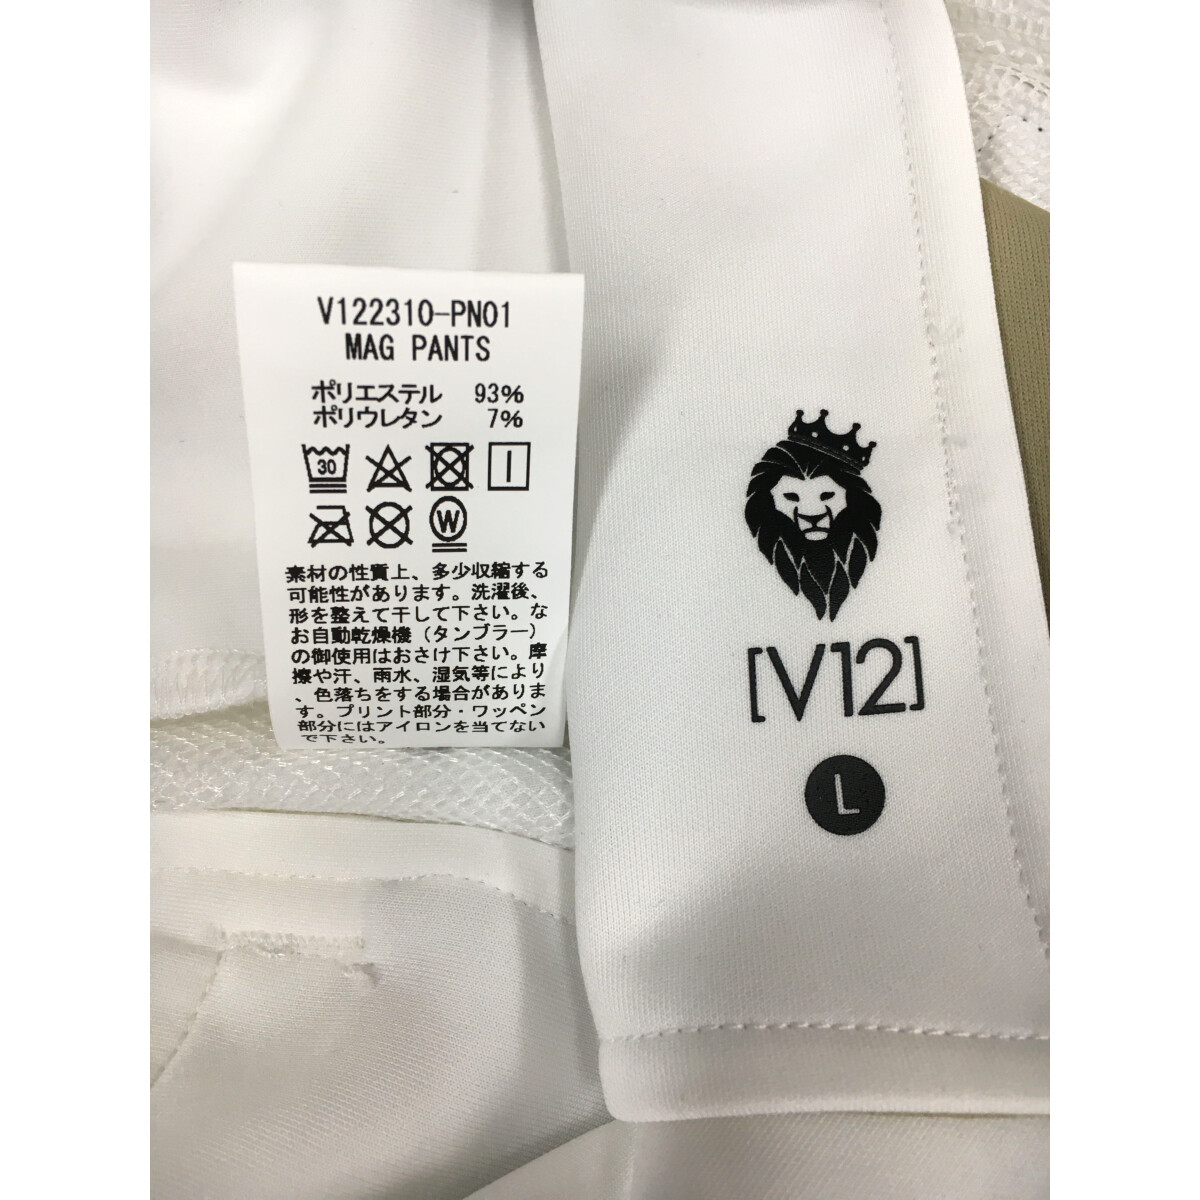 V122310-PN01
MAG PANTS
ポリエステル 93%
ポリウレタン 7%
30
W
素材の性質上、多少収縮する
可能性があります。洗濯後、
形を整えて干して下さい。な
お自動乾燥機(タンブラー)
の御使用はおさけ下さい。摩
擦や汗、雨水、湿気等により
、色落ちをする場合がありま
す。プリント部分・ワッペン
部分にはアイロンを当てない
で下さい。
[V12]
L